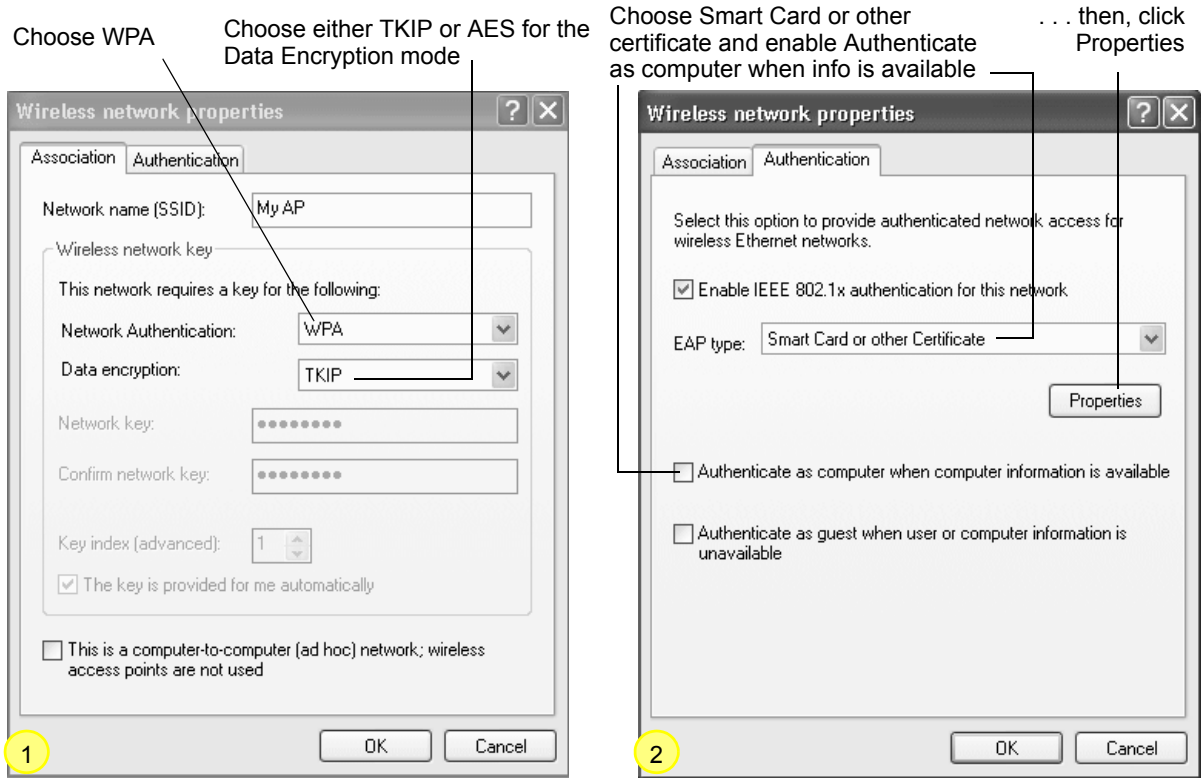 Choose WPA
Choose either TKIP or AES for the
Data Encryption mode
Wireless network properties
Association
Authentication
Network name (SSID):
My AP
Wireless network key
This network requires a key for the following:
Network Authentication:
WPA
Data encryption:
TKIP
Network key:
••••••••
Confirm network key:
••••••••
Key index (advanced):
1
The key is provided for me automatically
This is a computer-to-computer (ad hoc) network; wireless
access points are not used
OK
Cancel
1
Choose Smart Card or other
certificate and enable Authenticate
as computer when info is available
. . . then, click
Properties
Wireless network properties
Association
Authentication
Select this option to provide authenticated network access for
wireless Ethernet networks.
Enable IEEE 802.1x authentication for this network
EAP type:
Smart Card or other Certificate
Properties
Authenticate as computer when computer information is available
Authenticate as guest when user or computer information is
unavailable
OK
Cancel
2